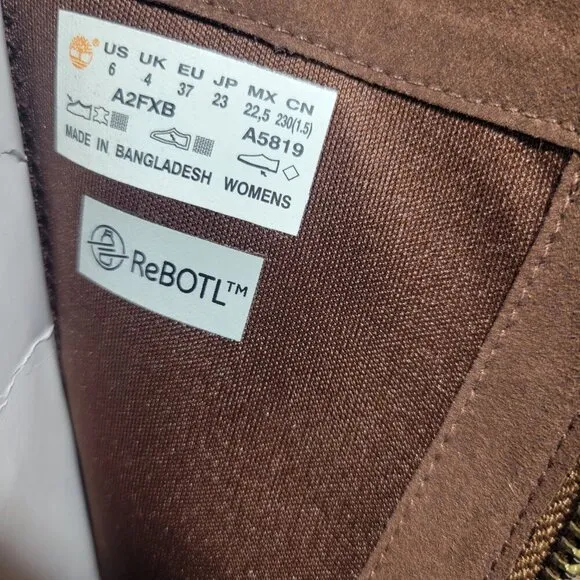 US UK EU JP MX CN
6 4 37 23 22,5 230(1.5)
A2FXB A5819
MADE IN BANGLADESH WOMENS
ReBOTL™